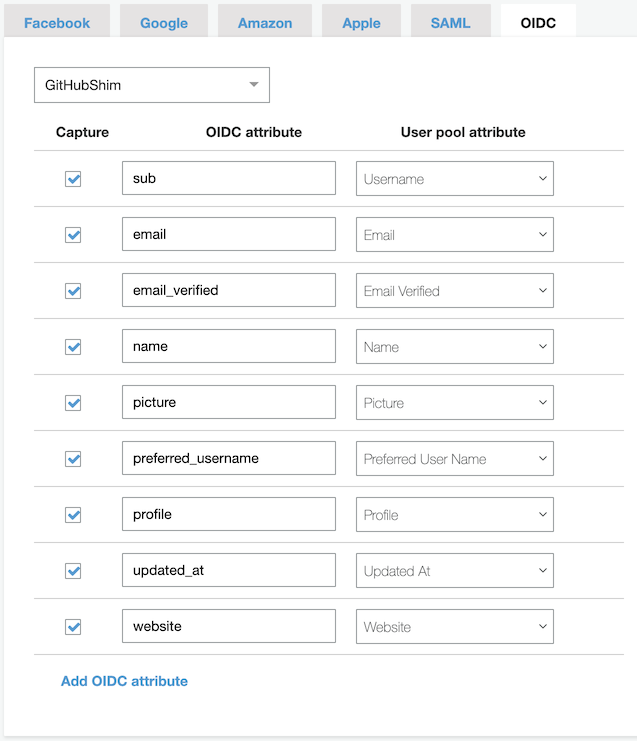 Facebook Google Amazon Apple SAML OIDC
GitHubShim
Capture OIDC attribute User pool attribute
sub Username
email Email
email_verified Email Verified
name Name
picture Picture
preferred_username Preferred User Name
profile Profile
updated_at Updated At
website Website
Add OIDC attribute